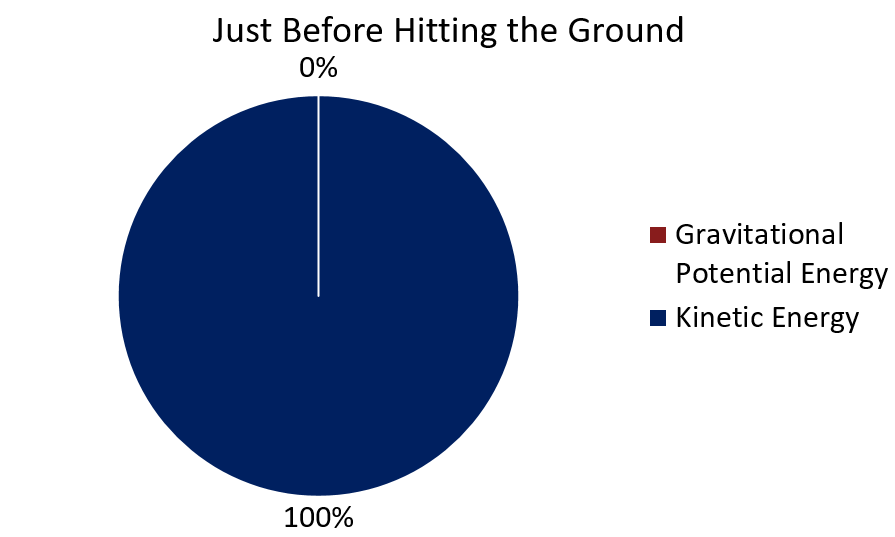 Just Before Hitting the Ground
0%
Gravitational
Potential Energy
Kinetic Energy
100%